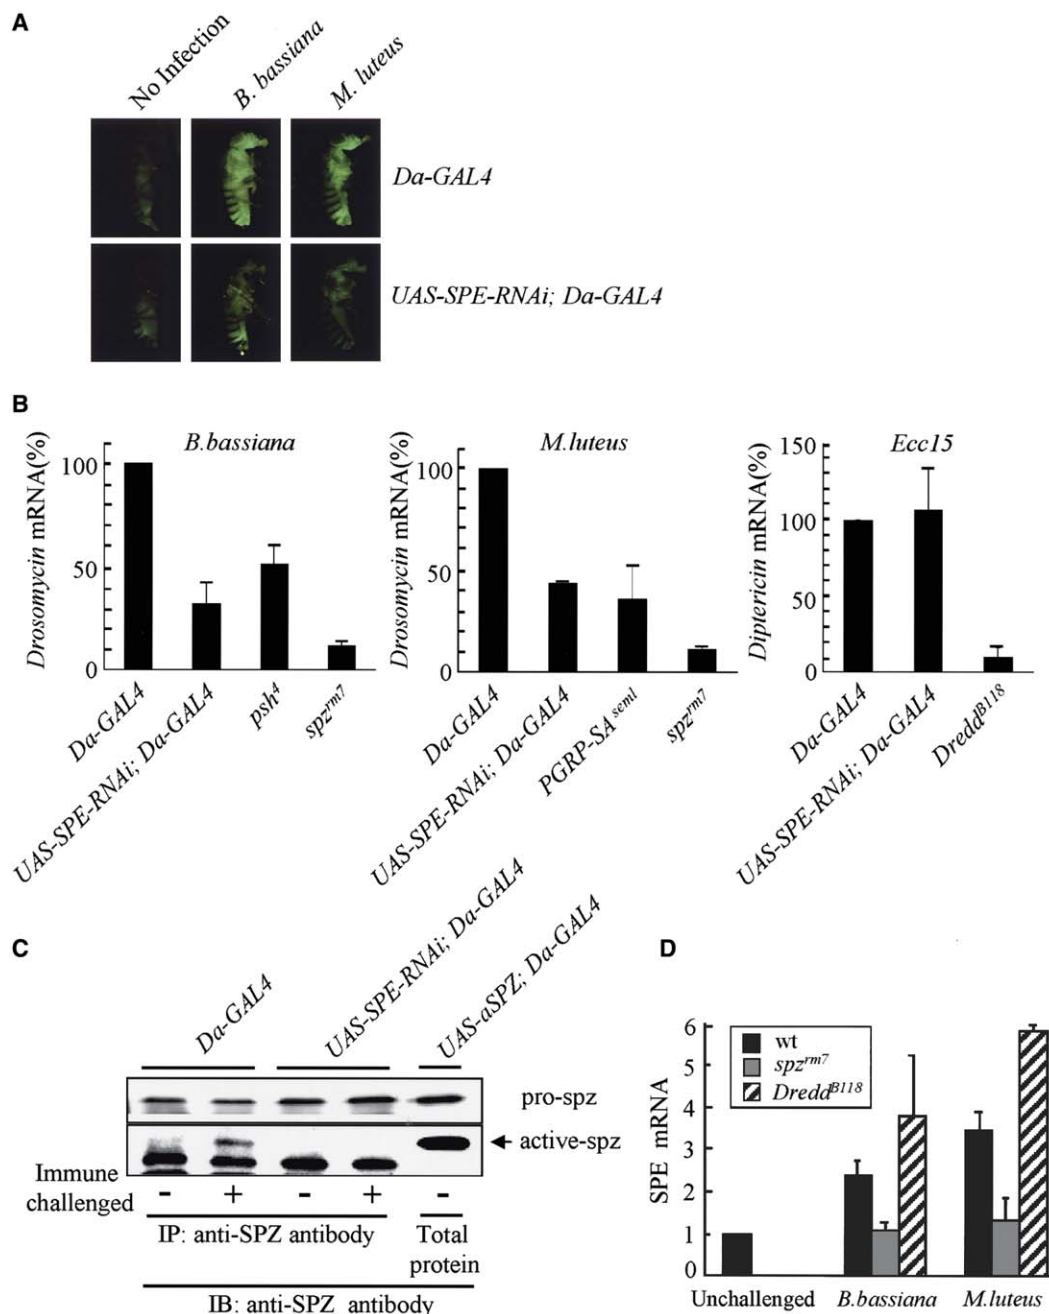 A
No Infection
B. bassiana
M. luteus
Da-GAL4
UAS-SPE-RNAi; Da-GAL4
B
B.bassiana
Drosomycin mRNA(%)
100
50
0
Da-GAL4
UAS-SPE-RNAi; Da-GAL4
psh4
spzrm7
M.luteus
Drosomycin mRNA(%)
100
50
0
Da-GAL4
UAS-SPE-RNAi; Da-GAL4
PGRP-SA seml
spzrm7
Ecc15
Diptericin mRNA(%)
150
100
50
0
Da-GAL4
UAS-SPE-RNAi; Da-GAL4
DreddB118
C
Da-GAL4
UAS-SPE-RNAi; Da-GAL4
UAS-aSPZ; Da-GAL4
pro-spz
active-spz
Immune challenged
- + - + -
IP: anti-SPZ antibody
Total protein
IB: anti-SPZ antibody
D
SPE mRNA
6
5
4
3
2
1
0
wt
spzrm7
DreddB118
Unchallenged
B.bassiana
M.luteus